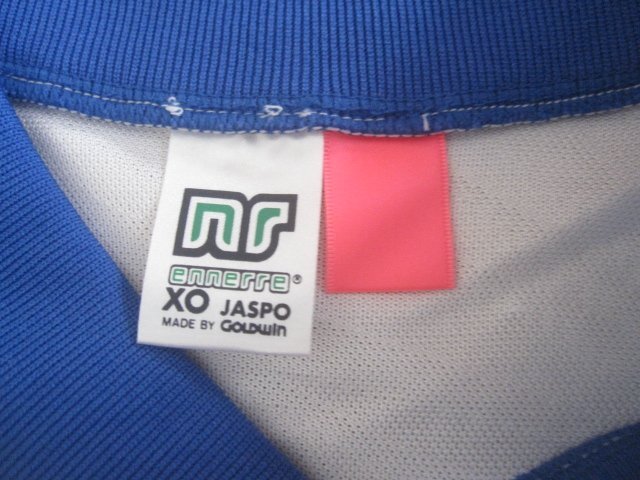 nr
ennerre®
XO JASPO
MADE BY GOLDWIN